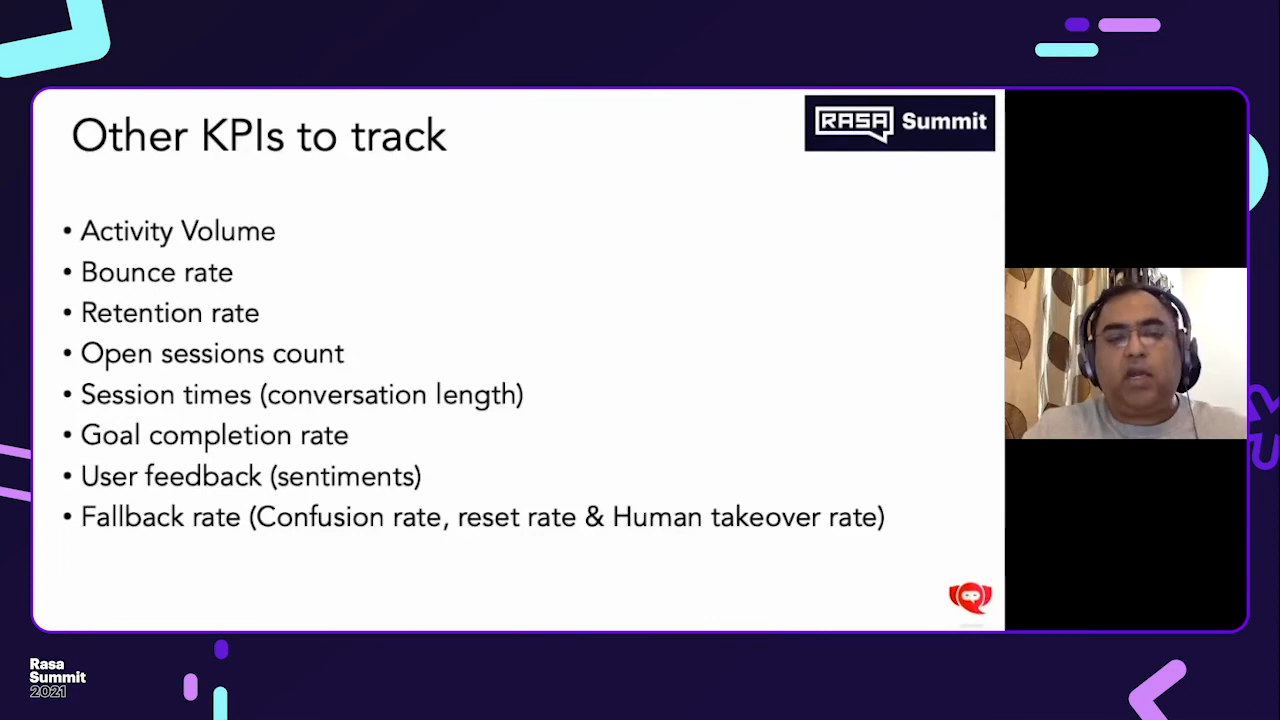 Other KPIs to track
RASA Summit
• Activity Volume
• Bounce rate
• Retention rate
• Open sessions count
• Session times (conversation length)
• Goal completion rate
• User feedback (sentiments)
• Fallback rate (Confusion rate, reset rate & Human takeover rate)
Rasa
Summit
2021